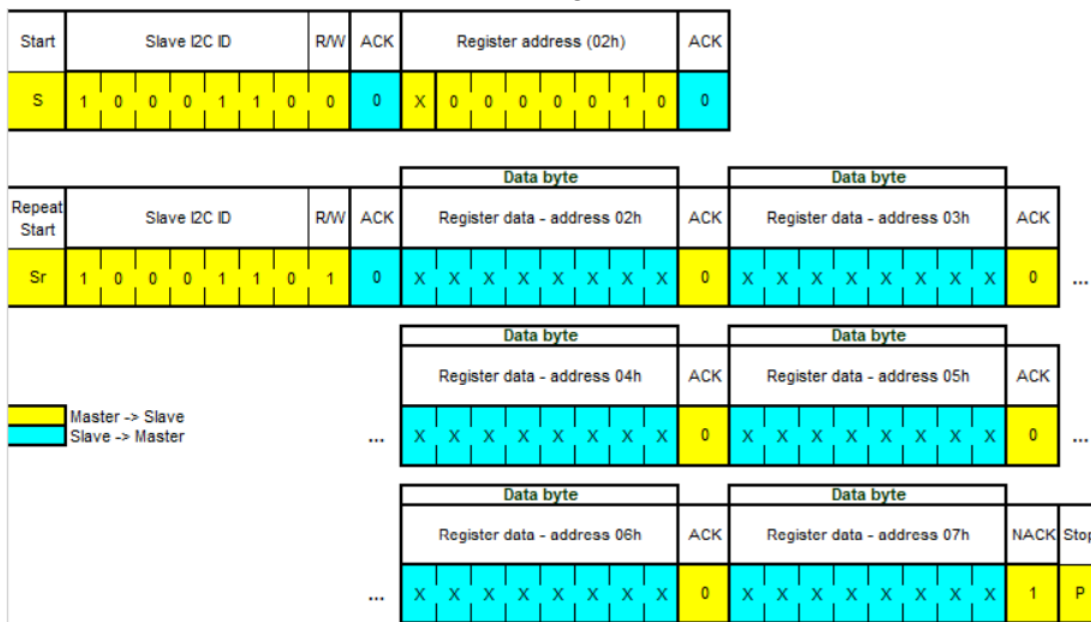 Start Slave I2C ID R/W ACK Register address (02h) ACK
S 1 0 0 0 1 1 0 0 0 X 0 0 0 0 0 1 0 0
Data byte Data byte
Repeat Start Slave I2C ID R/W ACK Register data - address 02h ACK Register data - address 03h ACK
Sr 1 0 0 0 1 1 0 1 0 X X X X X X X X 0 X X X X X X X X 0 ...
Data byte Data byte
Register data - address 04h ACK Register data - address 05h ACK
Master -> Slave
Slave -> Master
... X X X X X X X X 0 X X X X X X X X 0 ...
Data byte Data byte
Register data - address 06h ACK Register data - address 07h NACK Stop
... X X X X X X X X 0 X X X X X X X X 1 P